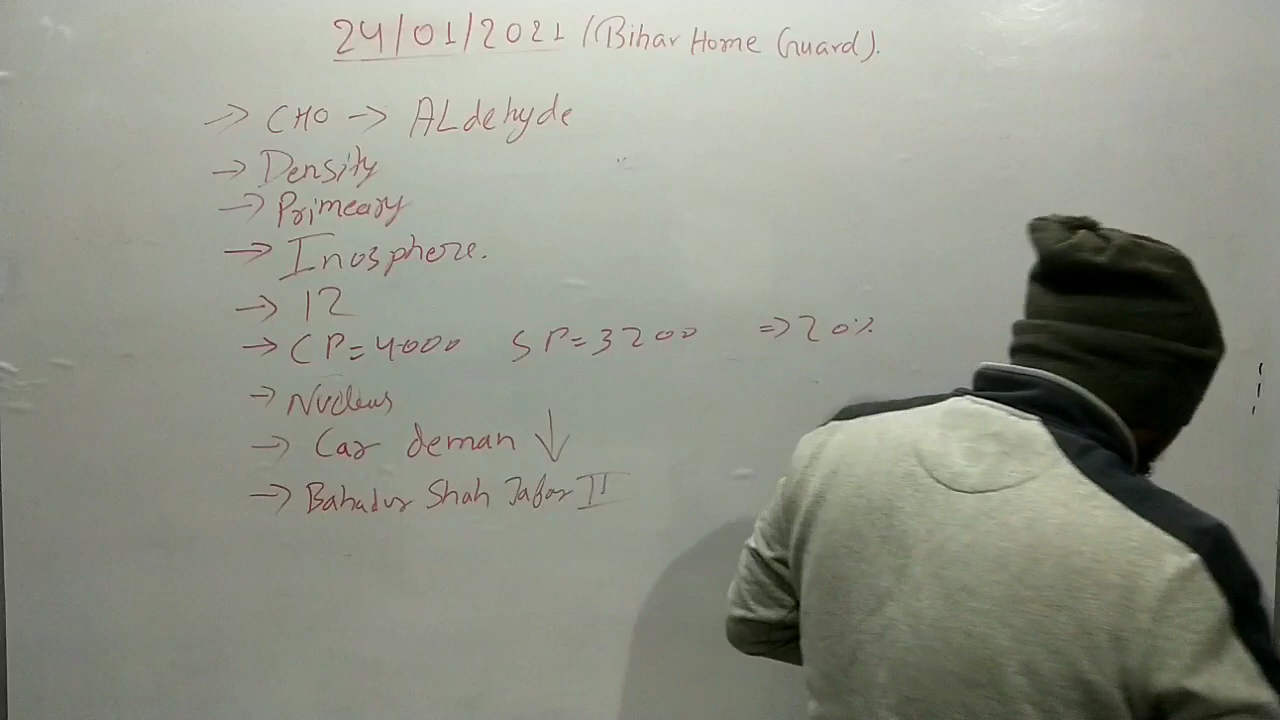 24/01/2021 (Bihar Home Guard).
→ CHO → ALdehyde
→ Density
→ Primeary
→ Inosphere.
→ 12
→ CP=4000 SP=3200 ⇒ 20%
→ Nucleus
→ Car deman ↓
→ Bahadur Shah Jafar II